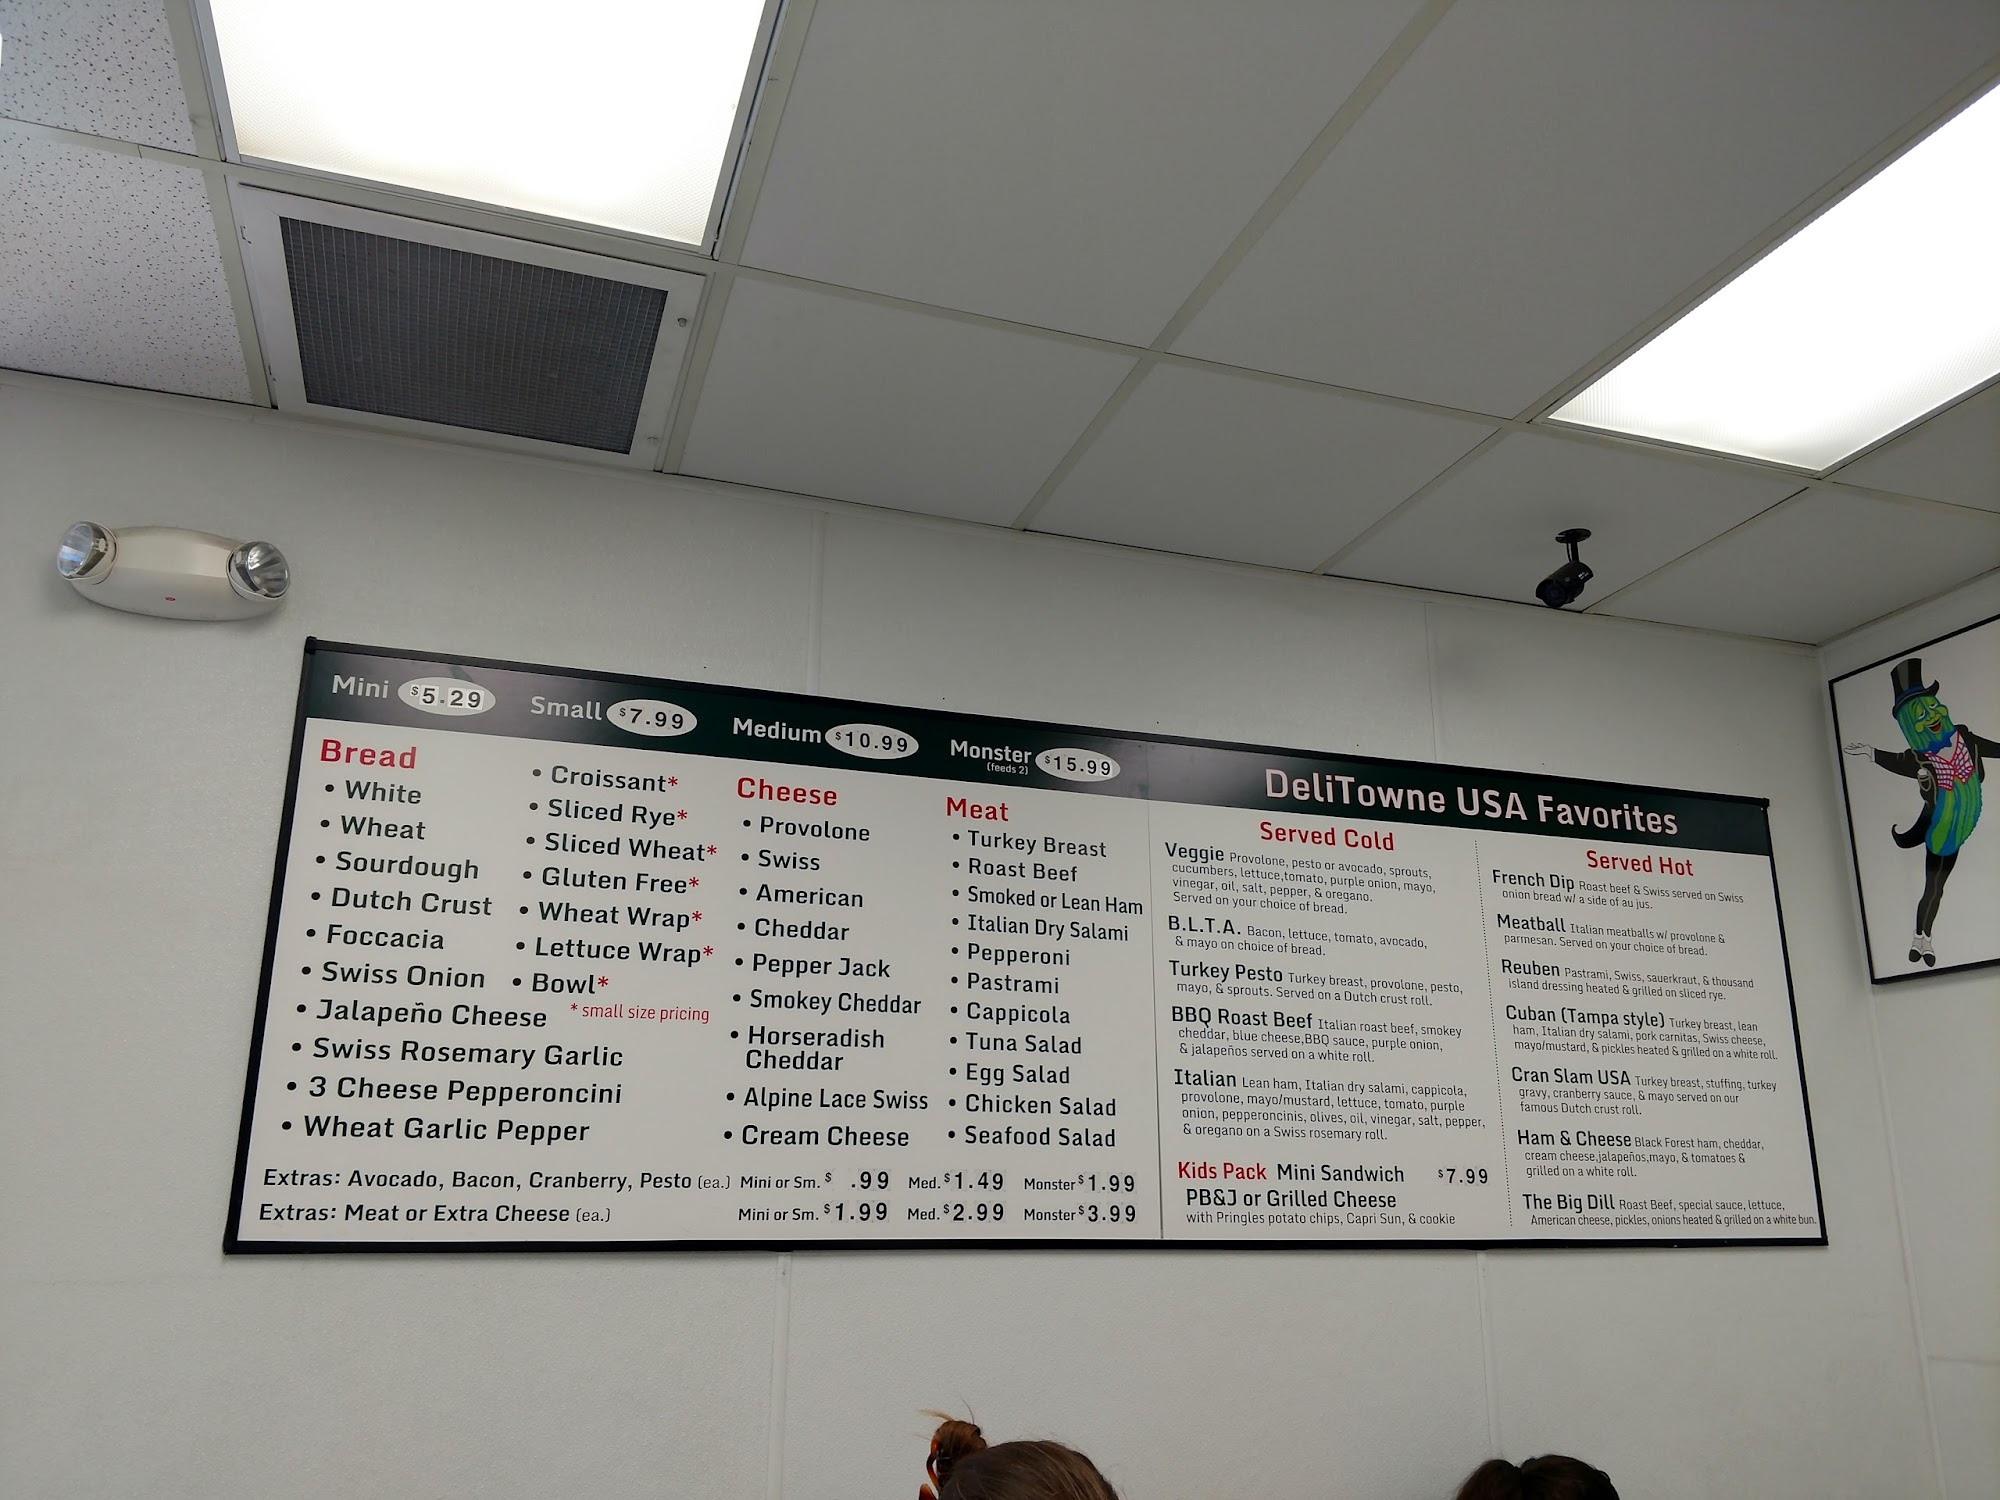 Mini $5.29
Small $7.99
Medium $10.99
Monster $15.99
(feeds 2)
Bread
• White
• Wheat
• Sourdough
• Dutch Crust
• Foccacia
• Swiss Onion
• Jalapeño Cheese
• Swiss Rosemary Garlic
• 3 Cheese Pepperoncini
• Wheat Garlic Pepper
• Croissant*
• Sliced Rye*
• Sliced Wheat*
• Gluten Free*
• Wheat Wrap*
• Lettuce Wrap*
• Bowl*
* small size pricing
Cheese
• Provolone
• Swiss
• American
• Cheddar
• Pepper Jack
• Smokey Cheddar
• Horseradish
Cheddar
• Alpine Lace Swiss
• Cream Cheese
Meat
• Turkey Breast
• Roast Beef
• Smoked or Lean Ham
• Italian Dry Salami
• Pepperoni
• Pastrami
• Cappicola
• Tuna Salad
• Egg Salad
• Chicken Salad
• Seafood Salad
Extras: Avocado, Bacon, Cranberry, Pesto (ea.) Mini or Sm. $ .99 Med. $1.49 Monster $1.99
Extras: Meat or Extra Cheese (ea.) Mini or Sm. $1.99 Med. $2.99 Monster $3.99
DeliTowne USA Favorites
Served Cold
Veggie Provolone, pesto or avocado, sprouts,
cucumbers, lettuce,tomato, purple onion, mayo,
vinegar, oil, salt, pepper, & oregano.
Served on your choice of bread.
B.L.T.A. Bacon, lettuce, tomato, avocado,
& mayo on choice of bread.
Turkey Pesto Turkey breast, provolone, pesto,
mayo, & sprouts. Served on a Dutch crust roll.
BBQ Roast Beef Italian roast beef, smokey
cheddar, blue cheese,BBQ sauce, purple onion,
& jalapeños served on a white roll.
Italian Lean ham, Italian dry salami, cappicola,
provolone, mayo/mustard, lettuce, tomato, purple
onion, pepperoncinis, olives, oil, vinegar, salt, pepper,
& oregano on a Swiss rosemary roll.
Kids Pack Mini Sandwich $7.99
PB&J or Grilled Cheese
with Pringles potato chips, Capri Sun, & cookie
Served Hot
French Dip Roast beef & Swiss served on Swiss
onion bread w/ a side of au jus.
Meatball Italian meatballs w/ provolone &
parmesan. Served on your choice of bread.
Reuben Pastrami, Swiss, sauerkraut, & thousand
island dressing heated & grilled on sliced rye.
Cuban (Tampa style) Turkey breast, lean
ham, Italian dry salami, pork carnitas, Swiss cheese,
mayo/mustard, & pickles heated & grilled on a white roll.
Cran Slam USA Turkey breast, stuffing, turkey
gravy, cranberry sauce, & mayo served on our
famous Dutch crust roll.
Ham & Cheese Black Forest ham, cheddar,
cream cheese,jalapeños,mayo, & tomatoes &
grilled on a white roll.
The Big Dill Roast Beef, special sauce, lettuce,
American cheese, pickles, onions heated & grilled on a white bun.